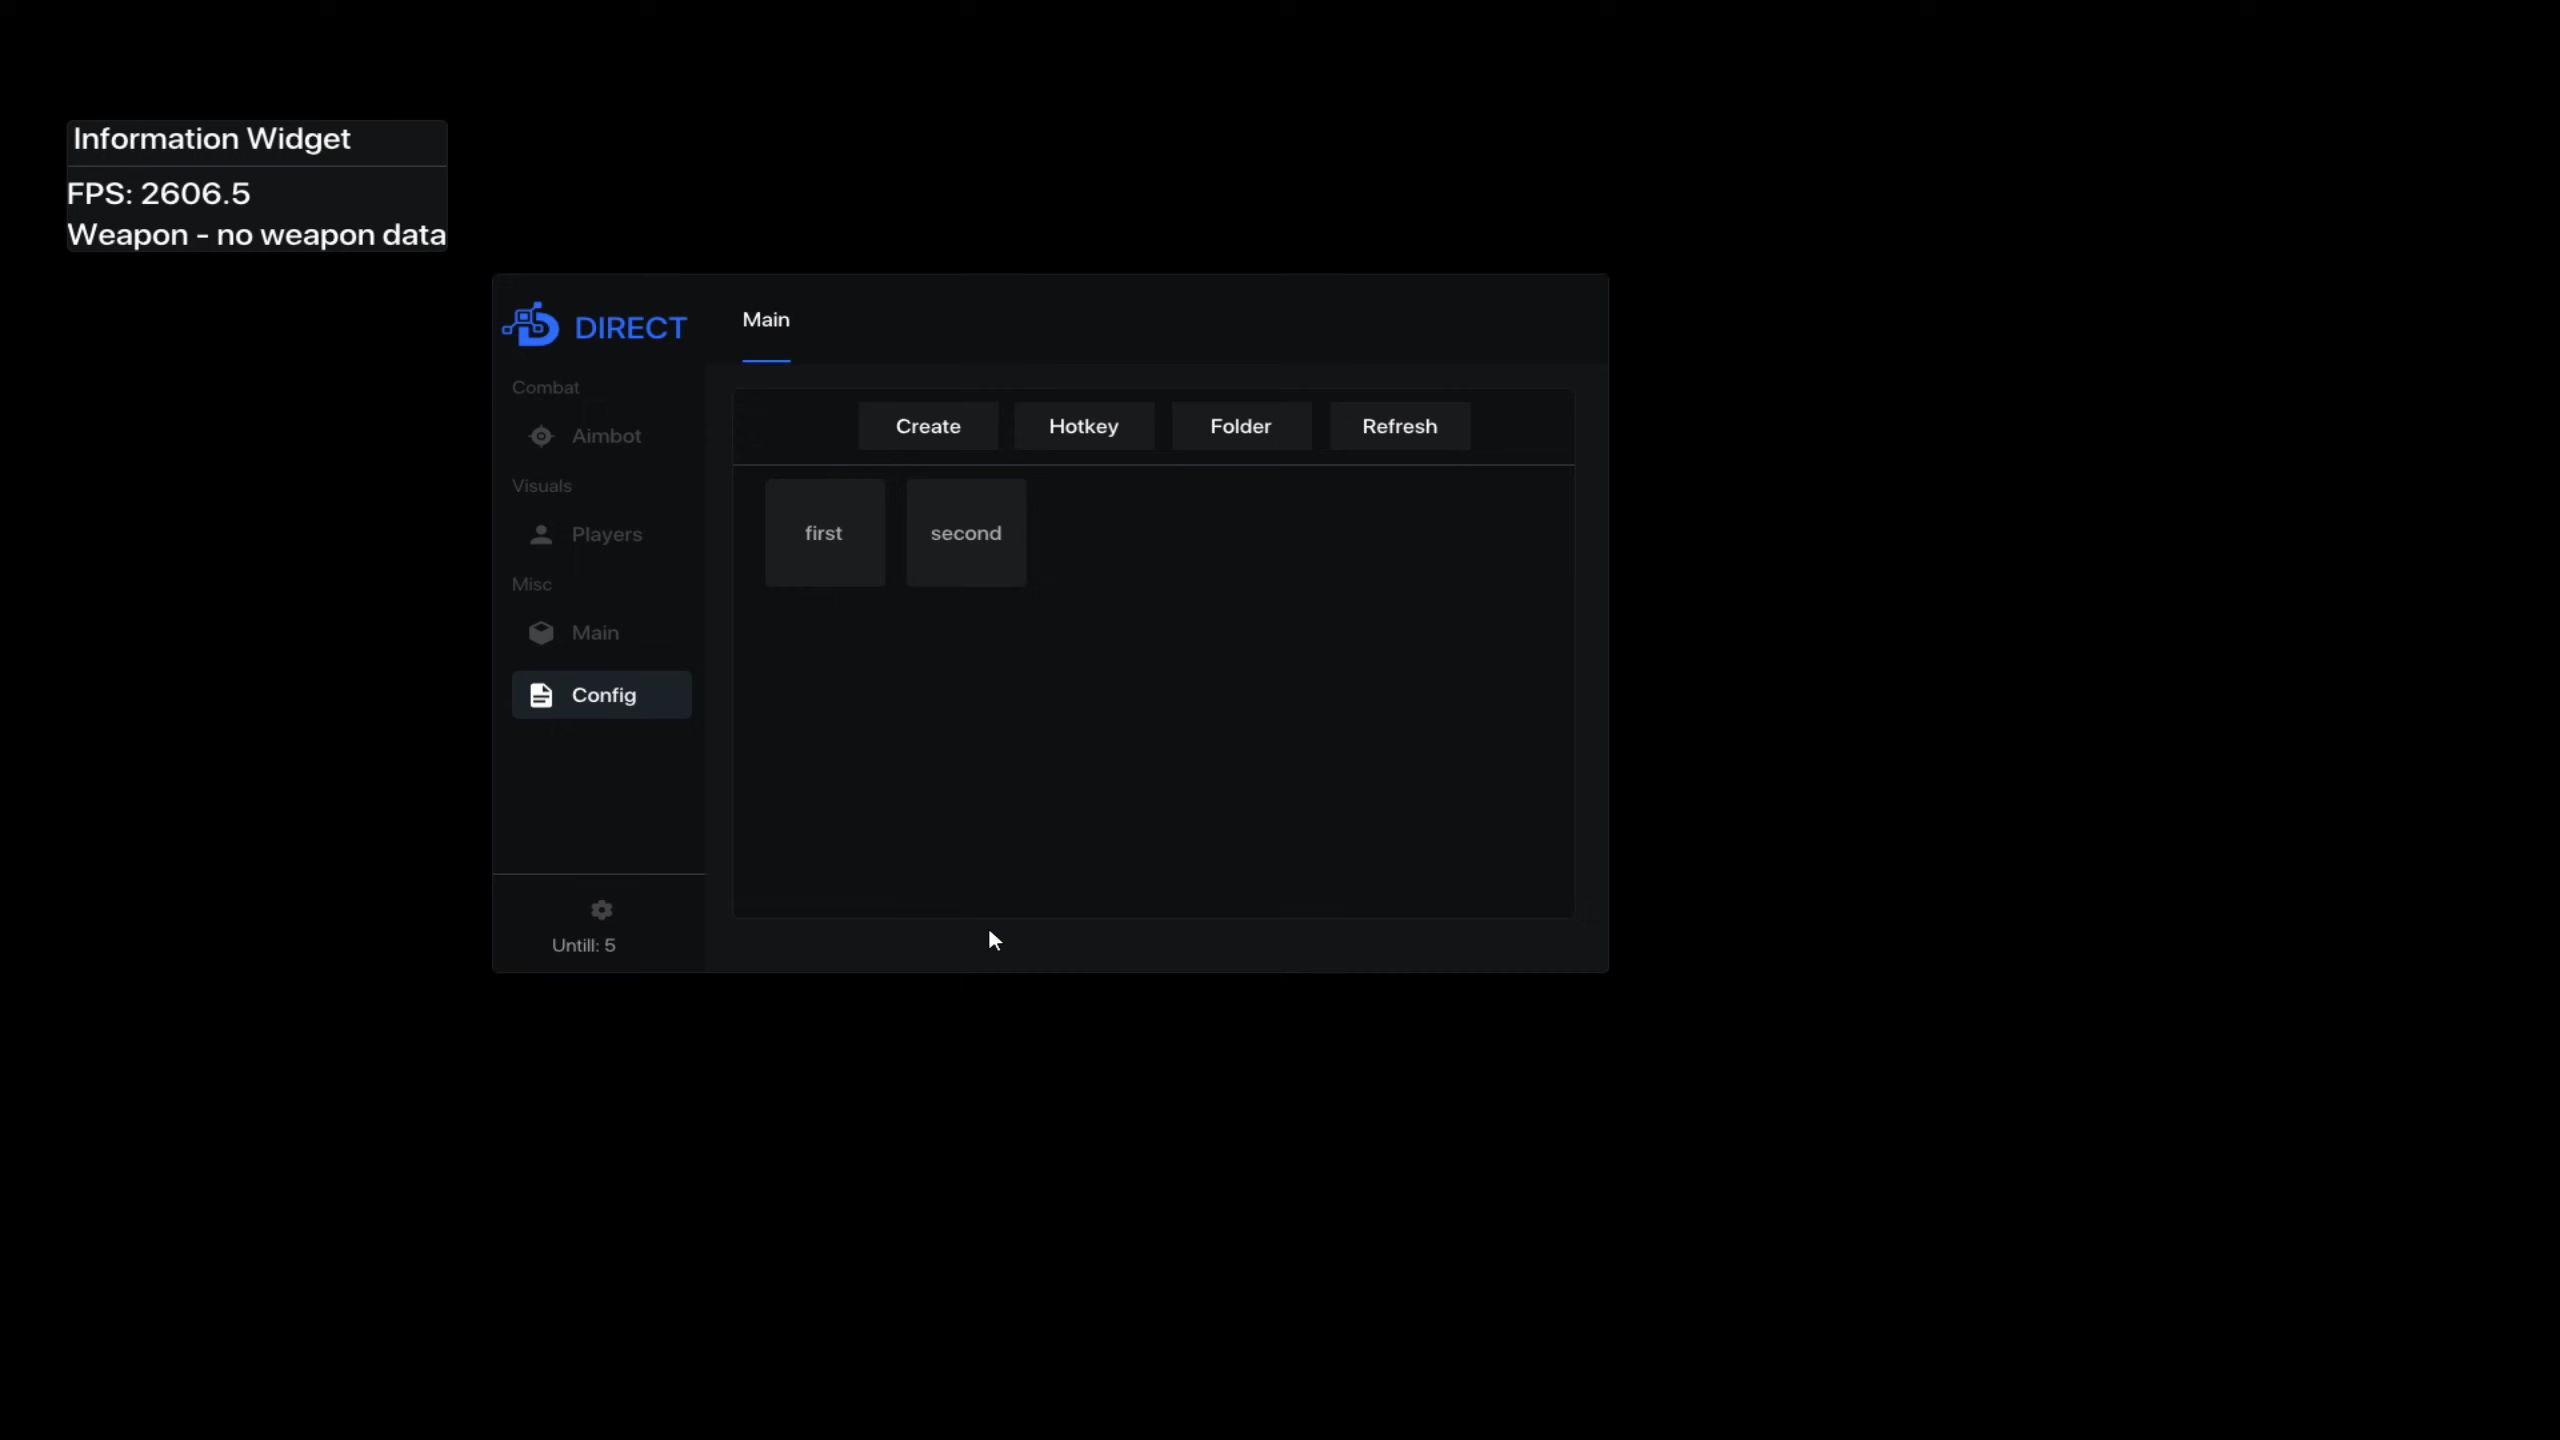 Information Widget
FPS: 2606.5
Weapon - no weapon data
DIRECT
Main
Combat
Aimbot
Visuals
Players
Misc
Main
Config
Untill: 5
Create Hotkey Folder Refresh
first second